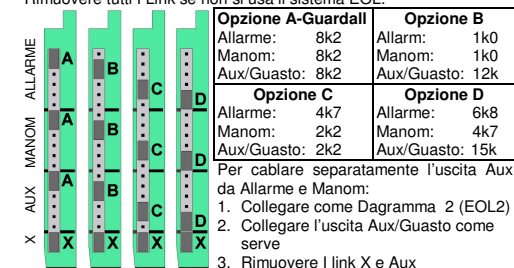 Rimuovere tutti I Link se non si usa il sistema EOL.
ALLARME
MANOM
AUX
X
A
A
A
X
B
B
B
X
C
C
C
X
D
D
D
X
Opzione A-Guardall
Allarme: 8k2
Manom: 8k2
Aux/Guasto: 8k2
Opzione B
Allarm: 1k0
Manom: 1k0
Aux/Guasto: 12k
Opzione C
Allarme: 4k7
Manom: 2k2
Aux/Guasto: 2k2
Opzione D
Allarme: 6k8
Manom: 4k7
Aux/Guasto: 15k
Per cablare separatamente l'uscita Aux
da Allarme e Manom:
1. Collegare come Dagramma 2 (EOL2)
2. Collegare l'uscita Aux/Guasto come
serve
3. Rimuovere I link X e Aux